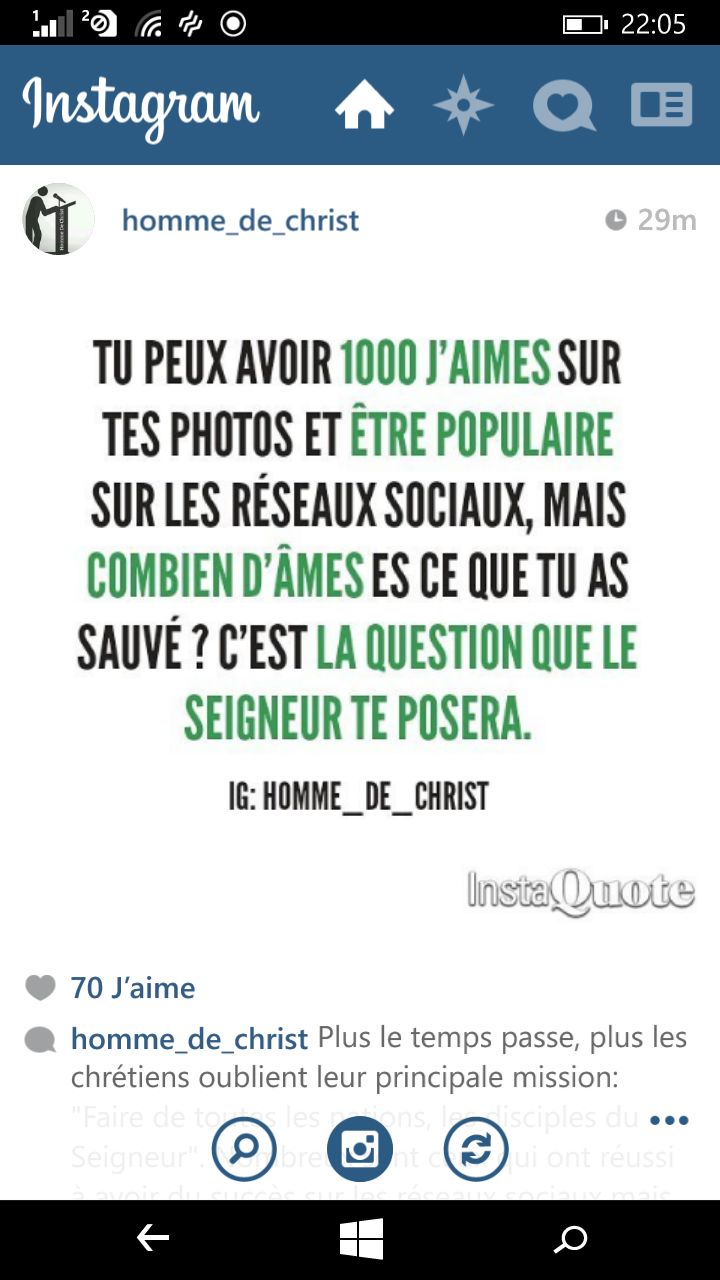 1 2 22:05
Instagram
homme_de_christ 29m
TU PEUX AVOIR 1000 J'AIMES SUR
TES PHOTOS ET ÊTRE POPULAIRE
SUR LES RÉSEAUX SOCIAUX, MAIS
COMBIEN D'ÂMES ES CE QUE TU AS
SAUVÉ ? C'EST LA QUESTION QUE LE
SEIGNEUR TE POSERA.
IG: HOMME_DE_CHRIST
InstaQuote
70 J'aime
homme_de_christ Plus le temps passe, plus les
chrétiens oublient leur principale mission:
"Faire de toutes les nations, les disciples du
Seigneur". qui ont réussi
à avoir du succès sur les réseaux sociaux mais